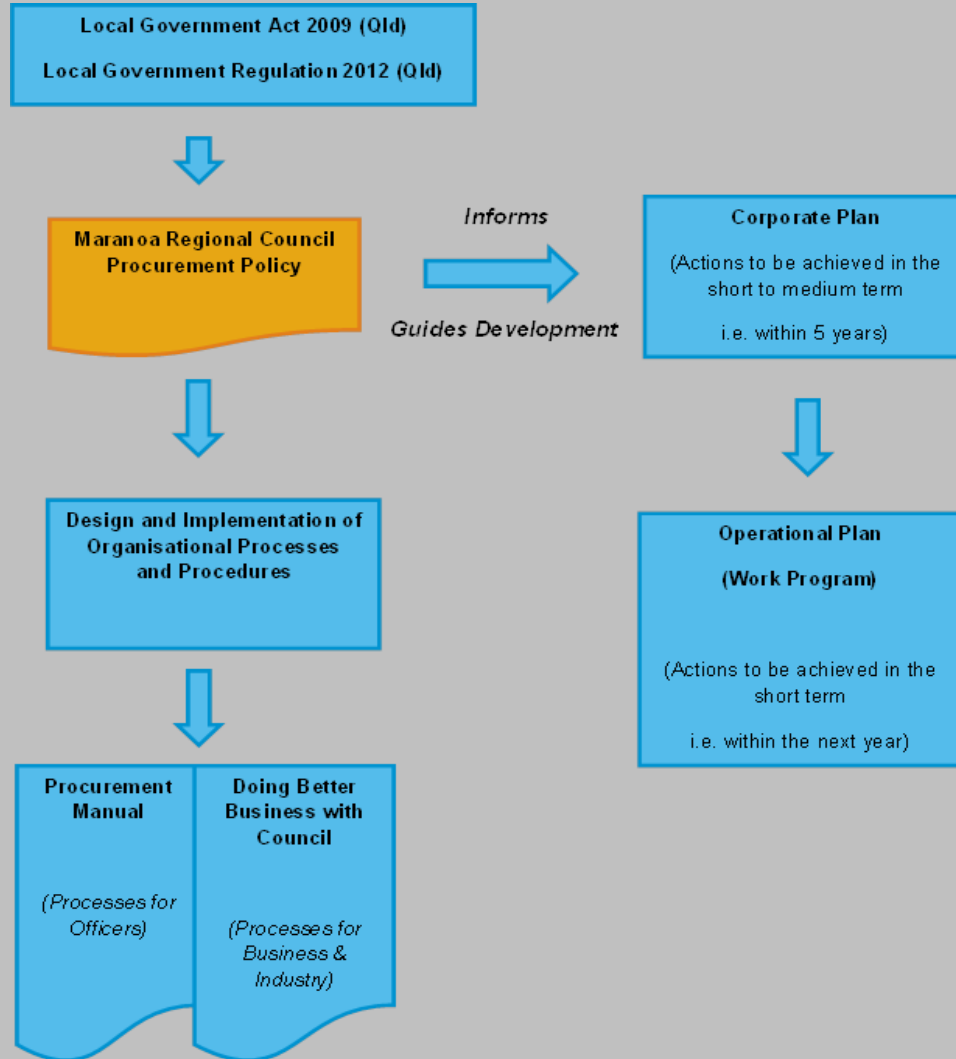 Local Government Act 2009 (Qld)
Local Government Regulation 2012 (Qld)
Maranoa Regional Council
Procurement Policy
Informs
Guides Development
Corporate Plan
(Actions to be achieved in the
short to medium term
i.e. within 5 years)
Design and Implementation of
Organisational Processes
and Procedures
Operational Plan
(Work Program)
(Actions to be achieved in the
short term
i.e. within the next year)
Procurement
Manual
(Processes for
Officers)
Doing Better
Business with
Council
(Processes for
Business &
Industry)